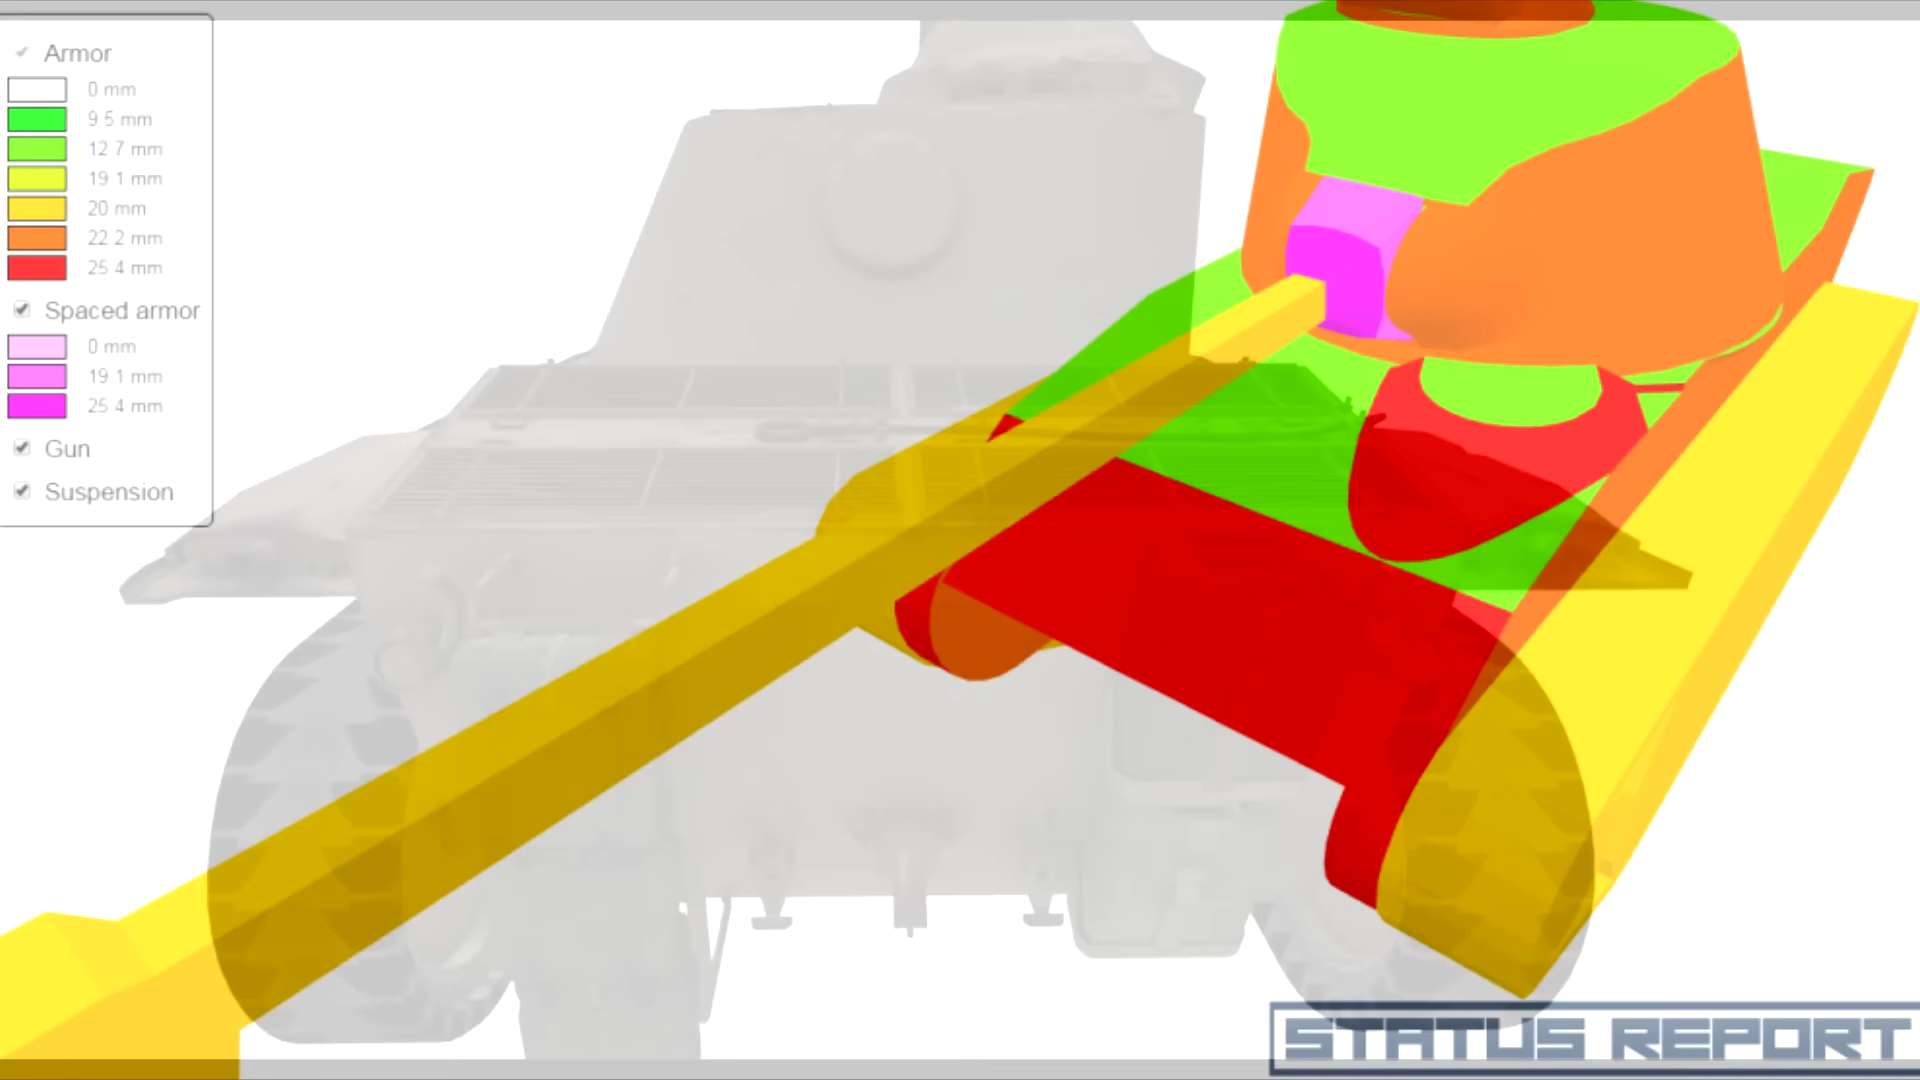 Armor
0 mm
9 5 mm
12 7 mm
19 1 mm
20 mm
22 2 mm
25 4 mm
Spaced armor
0 mm
19 1 mm
25 4 mm
Gun
Suspension
STATUS REPORT